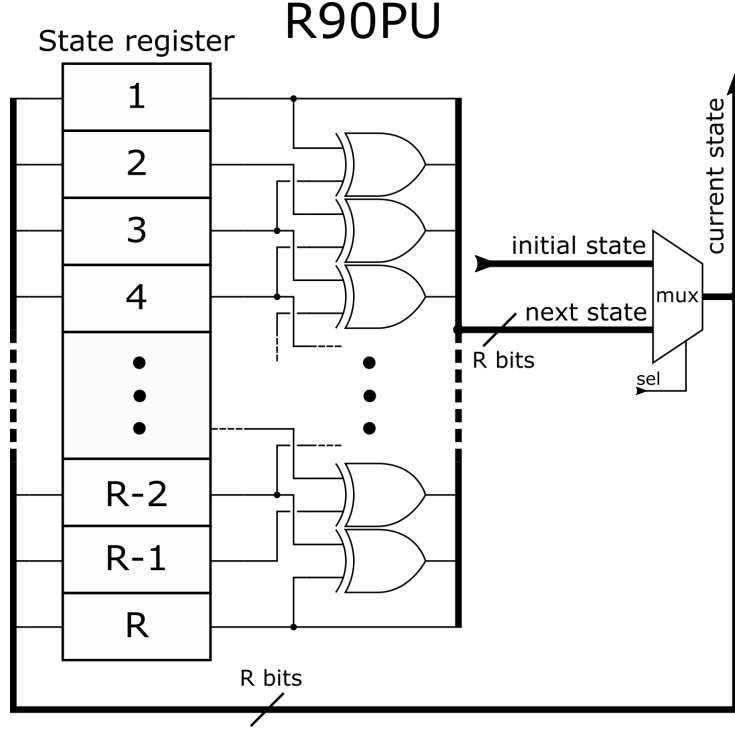 R90PU
State register
1
2
3
4
R-2
R-1
R
initial state
next state
R bits
mux
sel
current state
R bits